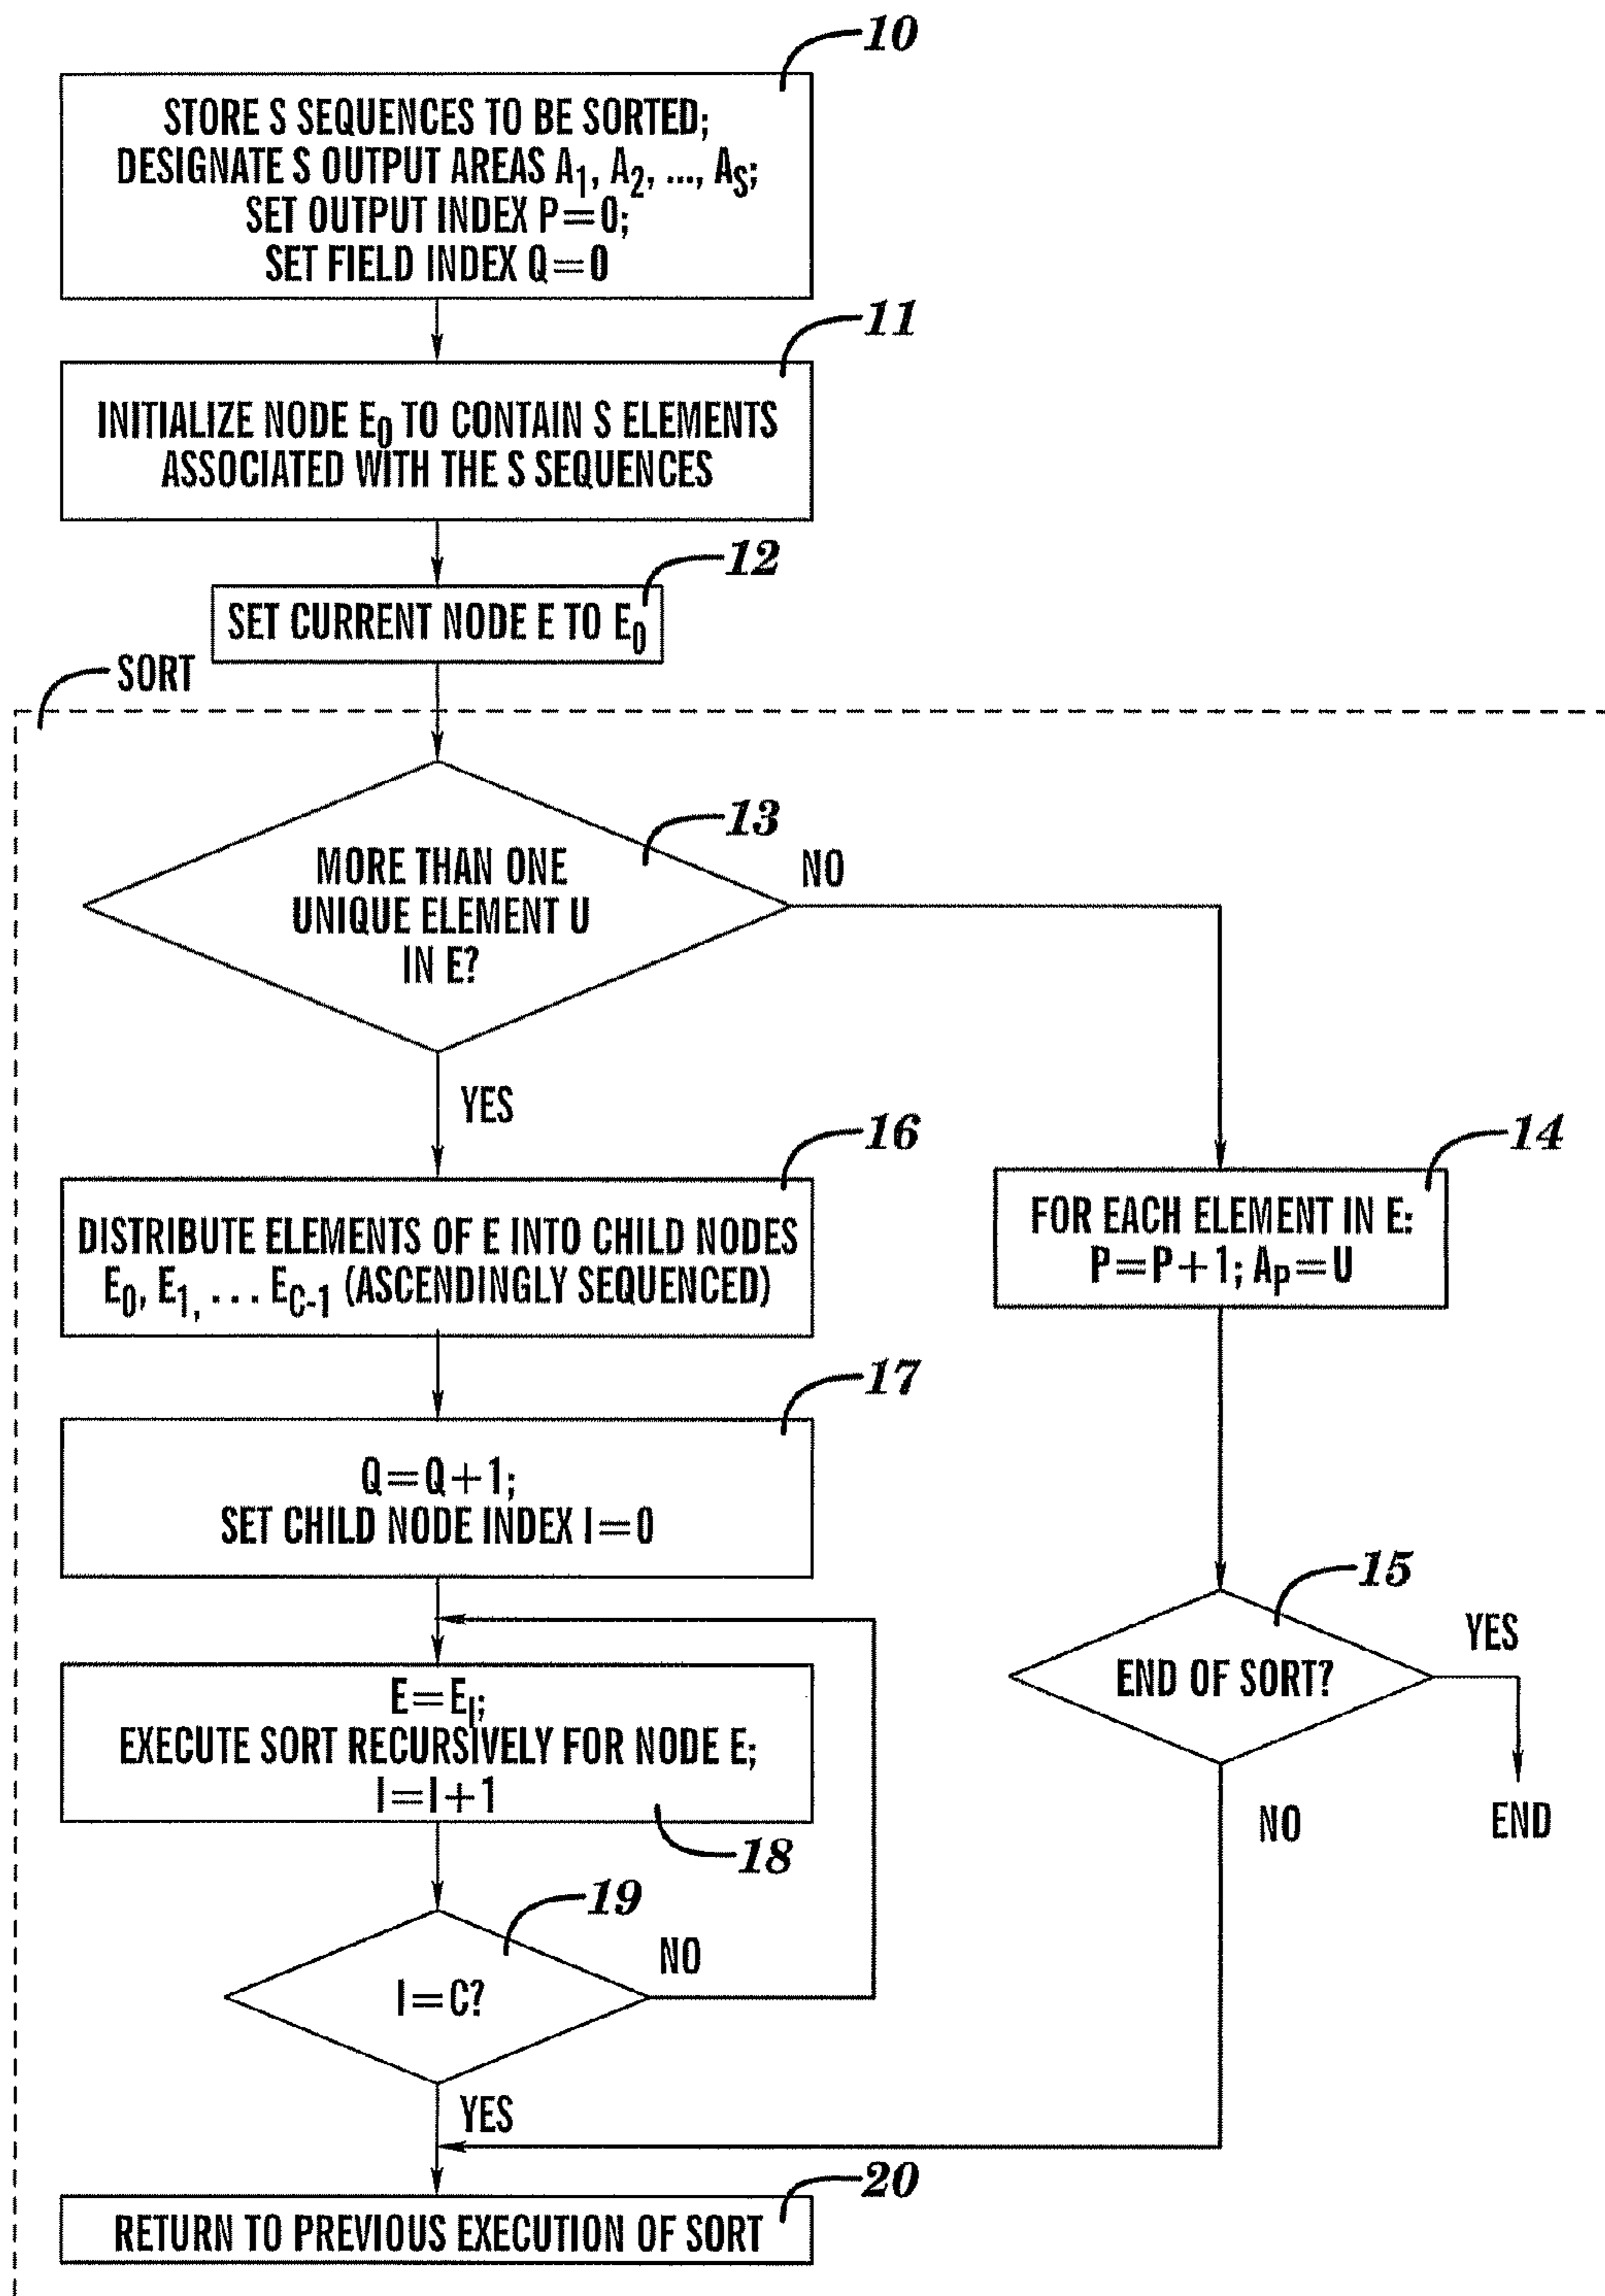 10
STORE S SEQUENCES TO BE SORTED;
DESIGNATE S OUTPUT AREAS A1, A2, ..., AS;
SET OUTPUT INDEX P=0;
SET FIELD INDEX Q=0
11
INITIALIZE NODE E0 TO CONTAIN S ELEMENTS
ASSOCIATED WITH THE S SEQUENCES
12
SET CURRENT NODE E TO E0
SORT
13
MORE THAN ONE
UNIQUE ELEMENT U
IN E?
NO
YES
16
DISTRIBUTE ELEMENTS OF E INTO CHILD NODES
E0, E1, ... EC-1 (ASCENDINGLY SEQUENCED)
14
FOR EACH ELEMENT IN E:
P=P+1; AP=U
17
Q=Q+1;
SET CHILD NODE INDEX I=0
15
END OF SORT?
YES
END
NO
E=EI;
EXECUTE SORT RECURSIVELY FOR NODE E;
I=I+1
18
19
I=C?
NO
YES
20
RETURN TO PREVIOUS EXECUTION OF SORT